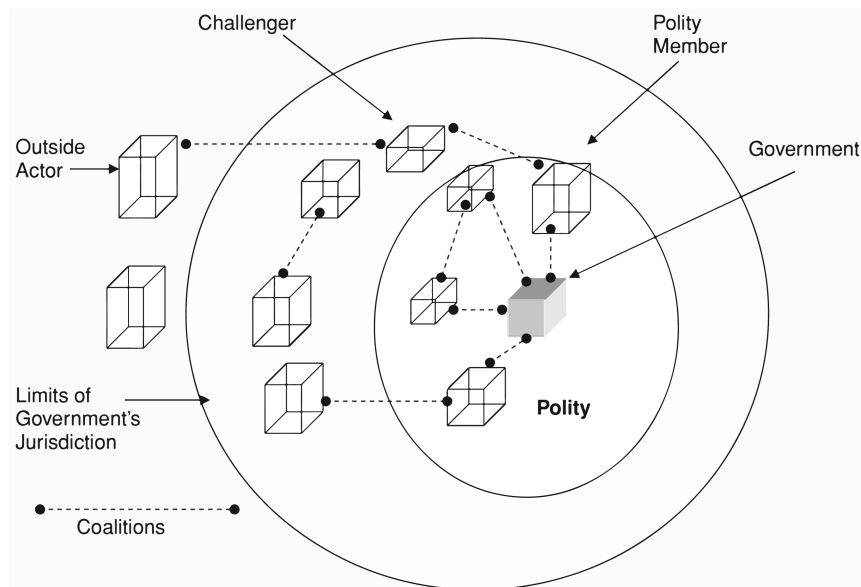 Challenger
Polity
Member
Outside
Actor
Government
Limits of
Government's
Jurisdiction
Polity
Coalitions